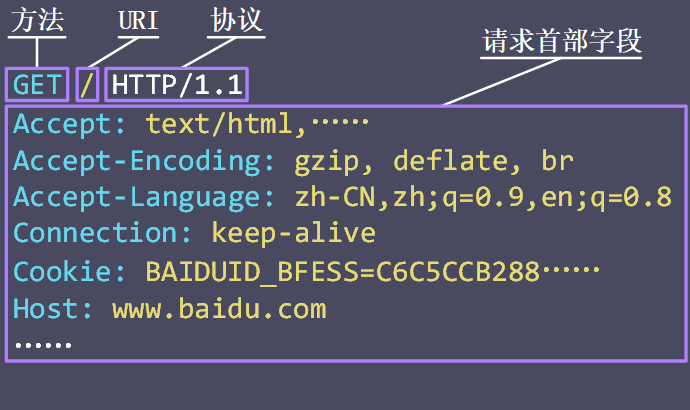 方法 URI 协议
请求首部字段
GET / HTTP/1.1
Accept: text/html,……
Accept-Encoding: gzip, deflate, br
Accept-Language: zh-CN,zh;q=0.9,en;q=0.8
Connection: keep-alive
Cookie: BAIDUID_BFESS=C6C5CCB288……
Host: www.baidu.com
……